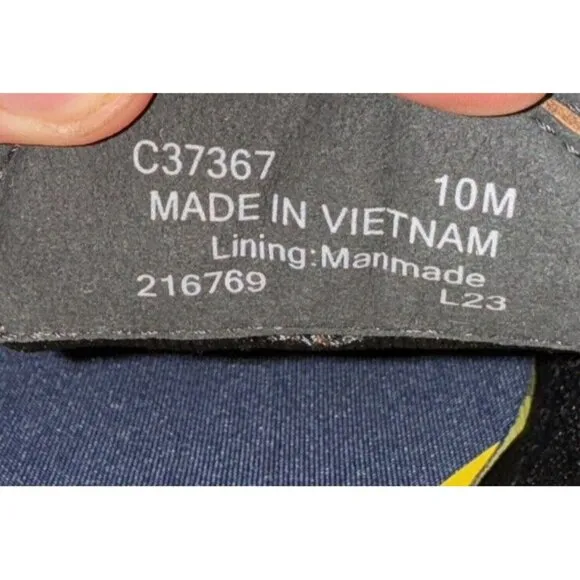 C37367
10M
MADE IN VIETNAM
Lining:Manmade
216769
L23